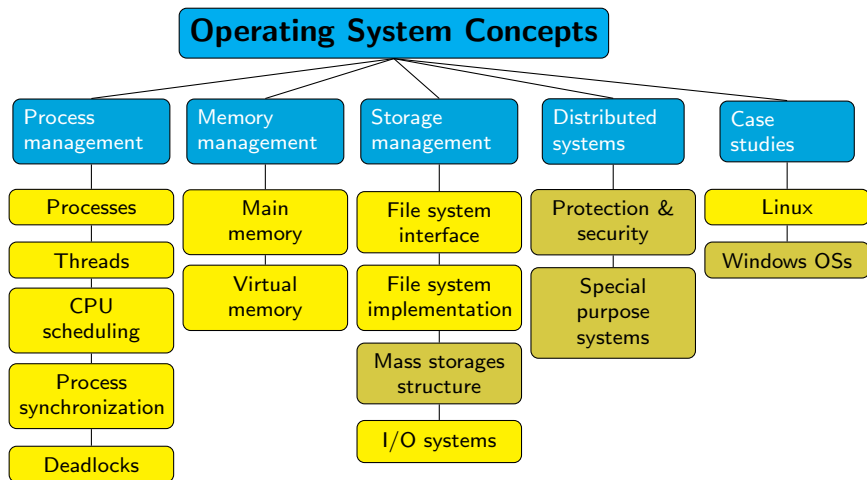 Operating System Concepts
Process
management
Processes
Threads
CPU
scheduling
Process
synchronization
Deadlocks
Memory
management
Main
memory
Virtual
memory
Storage
management
File system
interface
File system
implementation
Mass storages
structure
I/O systems
Distributed
systems
Protection &
security
Special
purpose
systems
Case
studies
Linux
Windows OSs